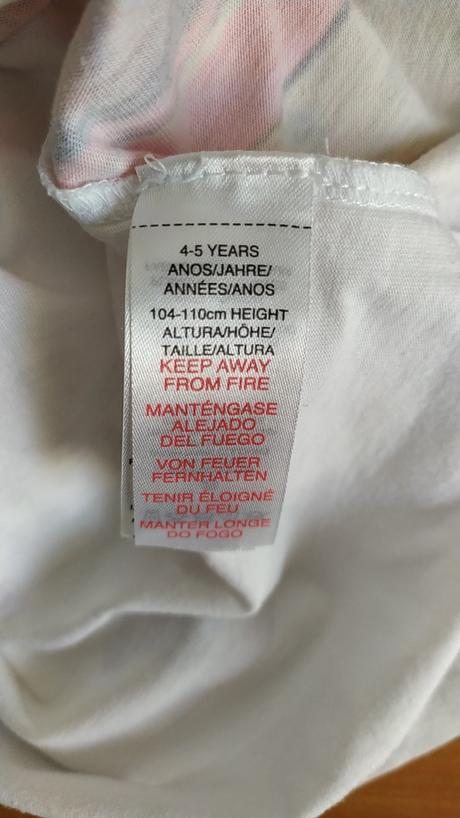 4-5 YEARS
ANOS/JAHRE/
ANNÉES/ANOS
104-110cm HEIGHT
ALTURA/HÖHE/
TAILLE/ALTURA
KEEP AWAY
FROM FIRE
MANTÉNGASE
ALEJADO
DEL FUEGO
VON FEUER
FERNHALTEN
TENIR ÉLOIGNÉ
DU FEU
MANTER LONGE
DO FOGO